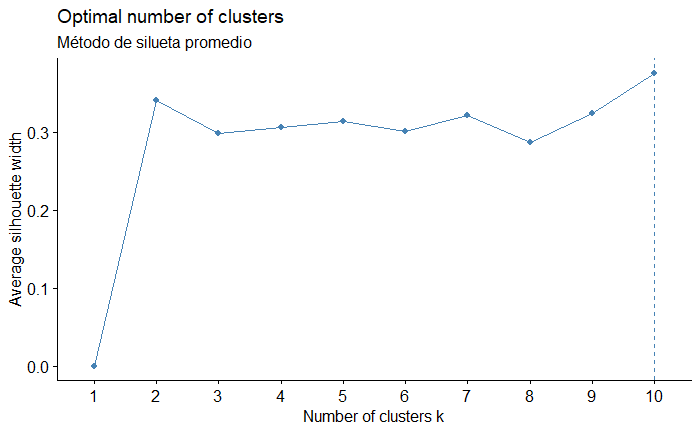 Optimal number of clusters
Método de silueta promedio
Average silhouette width
0.3
0.2
0.1
0.0
1 2 3 4 5 6 7 8 9 10
Number of clusters k